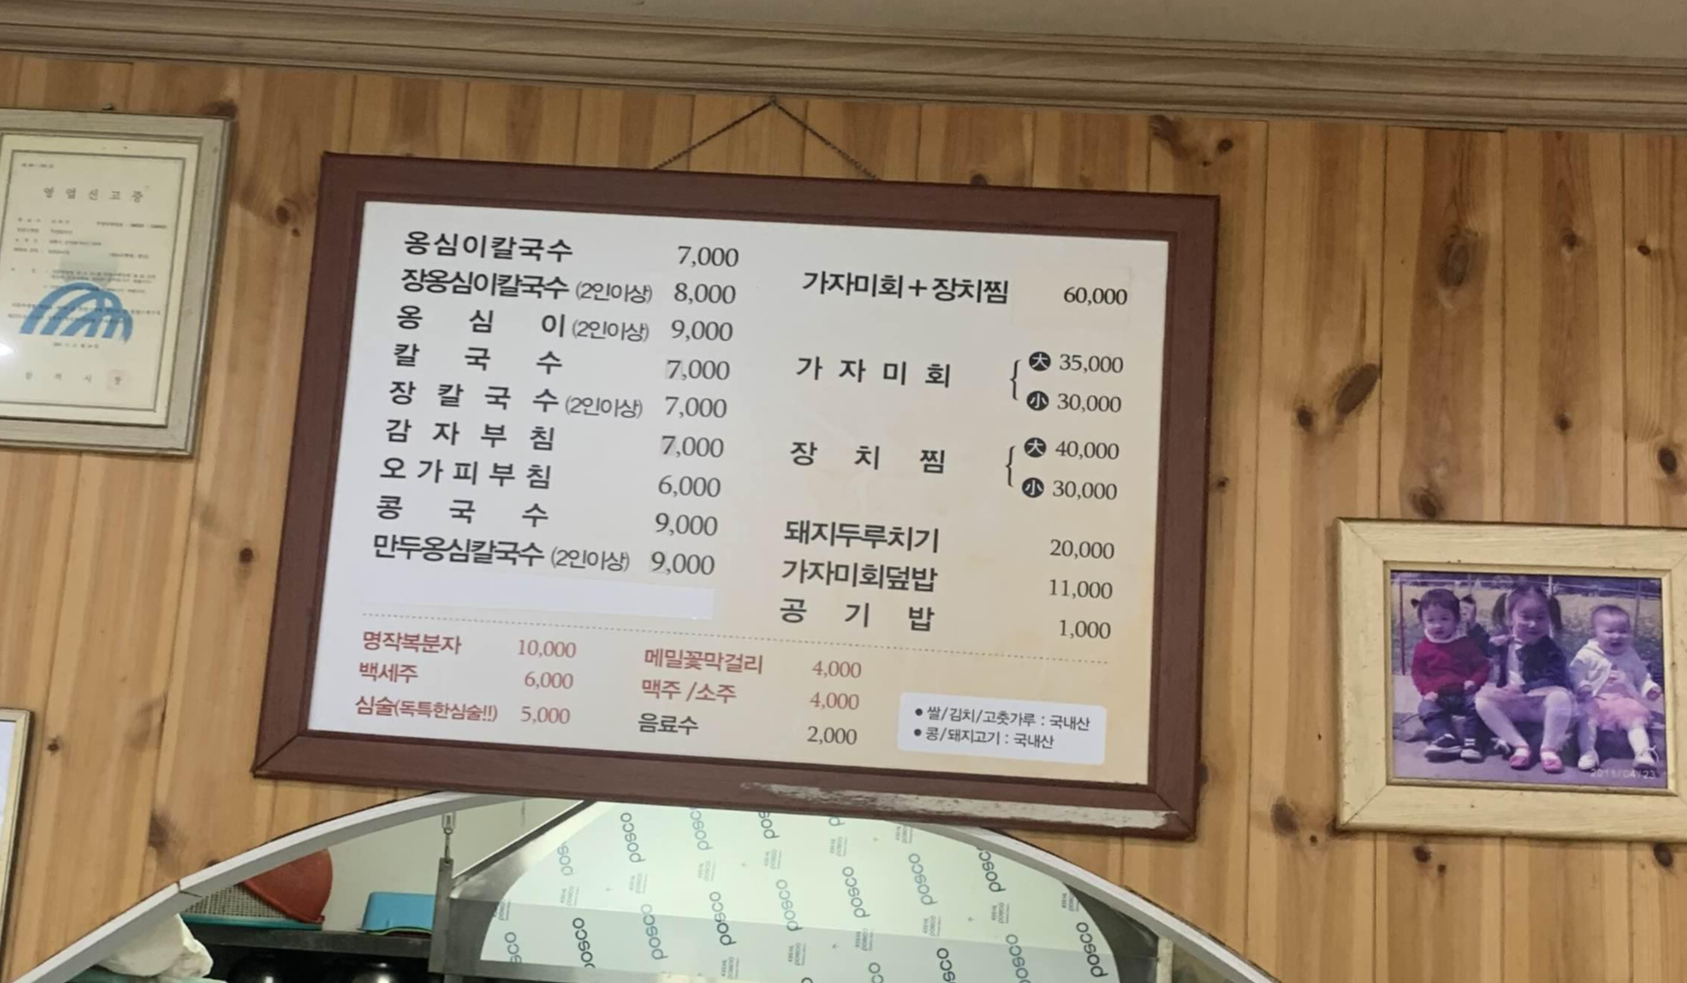 영업신고증
옹심이칼국수 7,000
장옹심이칼국수 (2인이상) 8,000
옹심이 (2인이상) 9,000
칼국수 7,000
장칼국수 (2인이상) 7,000
감자부침 7,000
오가피부침 6,000
콩국수 9,000
만두옹심칼국수 (2인이상) 9,000
가자미회+장치찜 60,000
가자미회 大 35,000
小 30,000
장치찜 大 40,000
小 30,000
돼지두루치기 20,000
가자미회덮밥 11,000
공기밥 1,000
명작복분자 10,000
백세주 6,000
심술(독특한심술!!) 5,000
메밀꽃막걸리 4,000
맥주 /소주 4,000
음료수 2,000
• 쌀/김치/고춧가루 : 국내산
• 콩/돼지고기 : 국내산